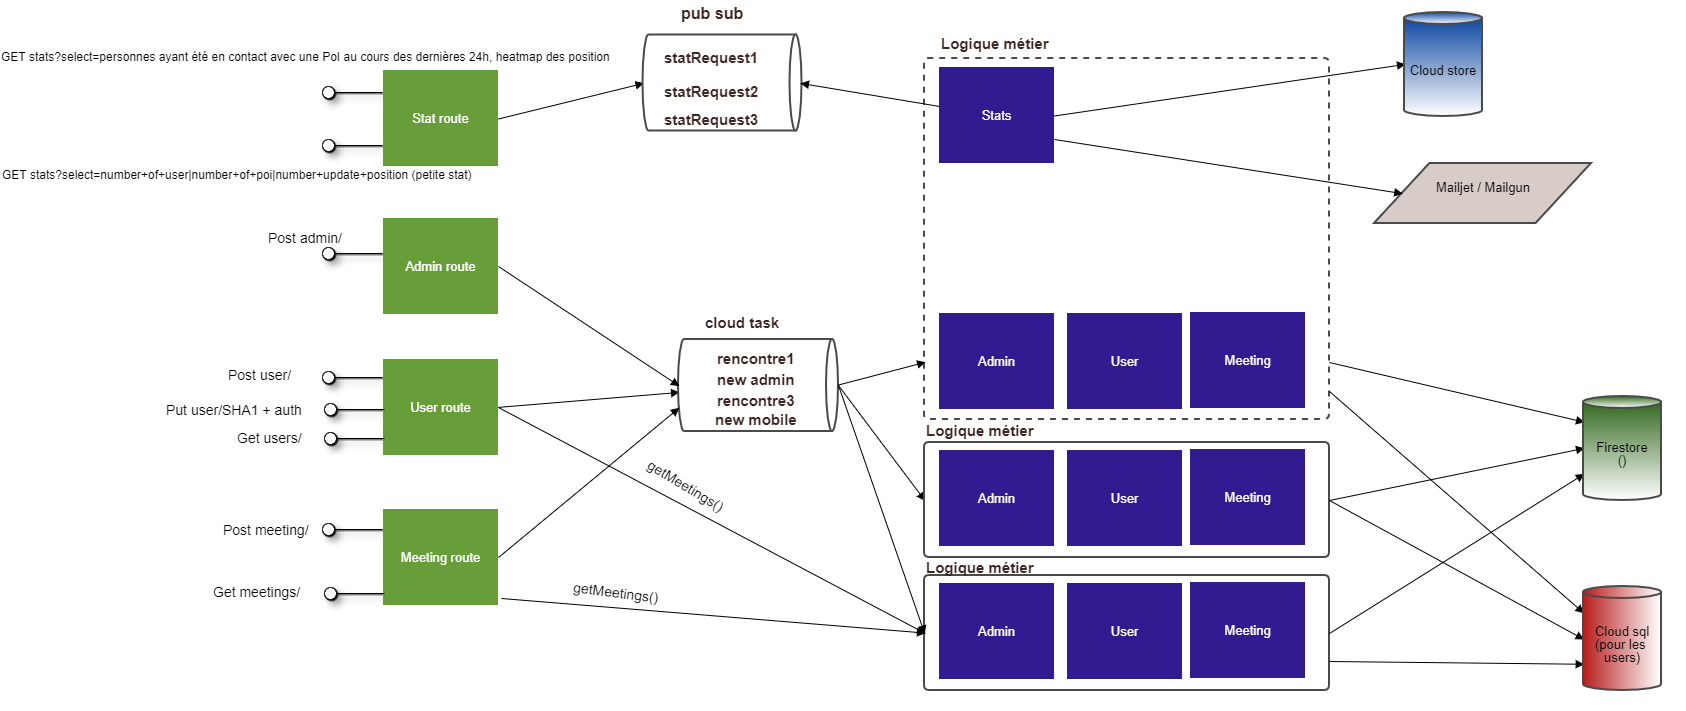 pub sub
GET stats?select=personnes ayant été en contact avec une PoI au cours des dernières 24h, heatmap des position
statRequest1
statRequest2
statRequest3
Stat route
GET stats?select=number+of+user|number+of+poi|number+update+position (petite stat)
Logique métier
Stats
Cloud store
Mailjet / Mailgun
Post admin/
Admin route
cloud task
rencontre1
new admin
rencontre3
new mobile
Admin
User
Meeting
Post user/
Put user/SHA1 + auth
Get users/
User route
Logique métier
Admin
User
Meeting
Firestore
()
getMeetings()
Post meeting/
Get meetings/
Meeting route
getMeetings()
Logique métier
Admin
User
Meeting
Cloud sql
(pour les
users)